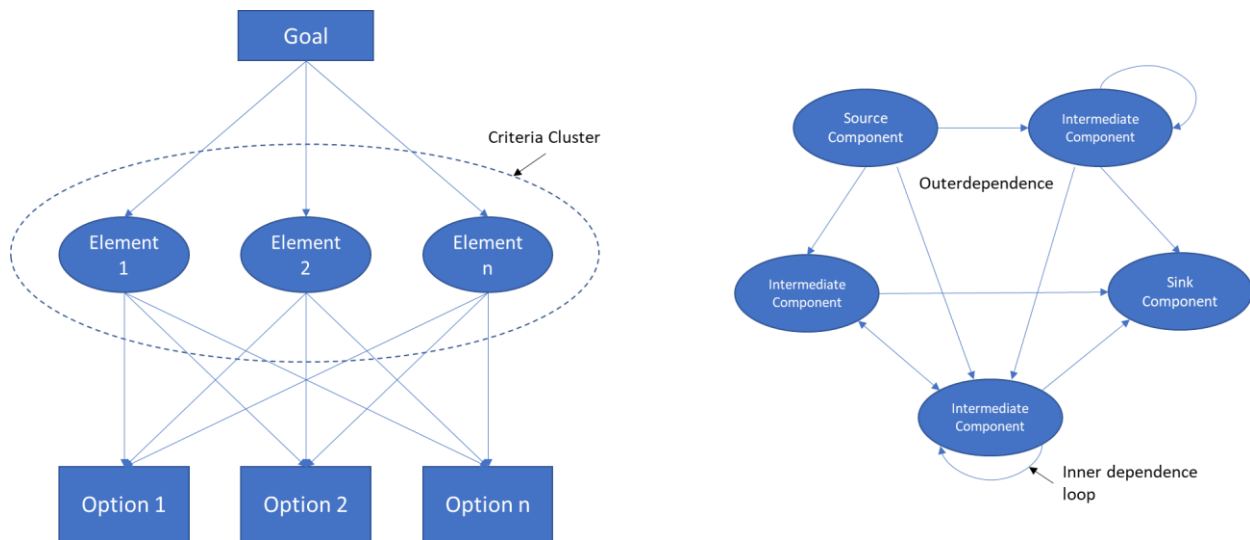 Goal
Criteria Cluster
Element
1
Element
2
Element
n
Option 1
Option 2
Option n
Source
Component
Intermediate
Component
Outerdependence
Intermediate
Component
Sink
Component
Intermediate
Component
Inner dependence
loop